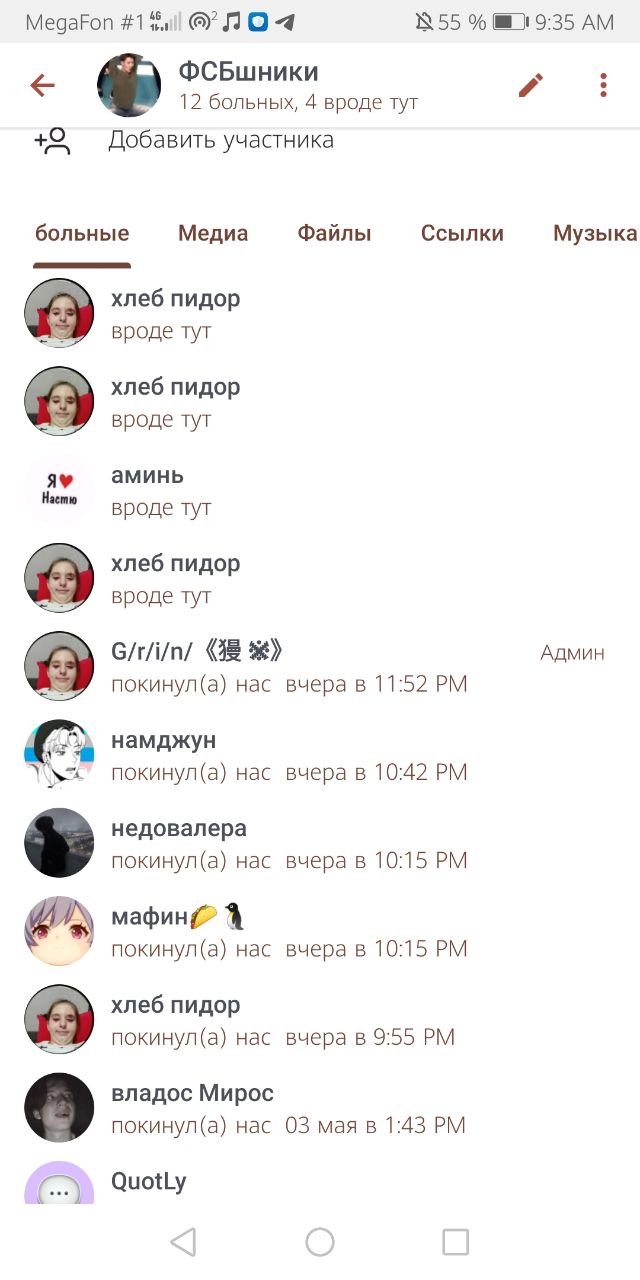 MegaFon #1 4G 2 55 % 9:35 AM
ФСБшники
12 больных, 4 вроде тут
Добавить участника
больные Медиа Файлы Ссылки Музыка
хлеб пидор
вроде тут
хлеб пидор
вроде тут
Я❤
Настю
аминь
вроде тут
хлеб пидор
вроде тут
G/r/i/n/《獌 ※》 Админ
покинул(а) нас вчера в 11:52 PM
намджун
покинул(а) нас вчера в 10:42 PM
недовалера
покинул(а) нас вчера в 10:15 PM
мафин🌮🐧
покинул(а) нас вчера в 10:15 PM
хлеб пидор
покинул(а) нас вчера в 9:55 PM
владос Мирос
покинул(а) нас 03 мая в 1:43 PM
QuotLy